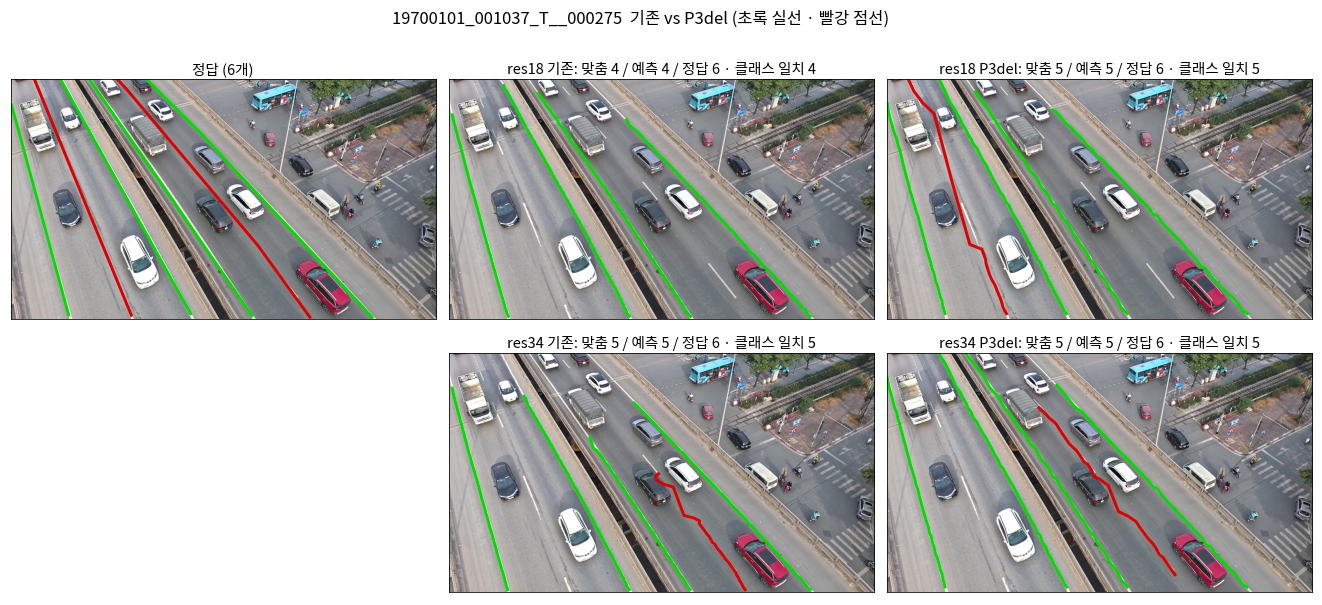 19700101_001037_T__000275 기존 vs P3del (초록 실선 · 빨강 점선)
정답 (6개)
res18 기존: 맞춤 4 / 예측 4 / 정답 6 · 클래스 일치 4
res18 P3del: 맞춤 5 / 예측 5 / 정답 6 · 클래스 일치 5
res34 기존: 맞춤 5 / 예측 5 / 정답 6 · 클래스 일치 5
res34 P3del: 맞춤 5 / 예측 5 / 정답 6 · 클래스 일치 5